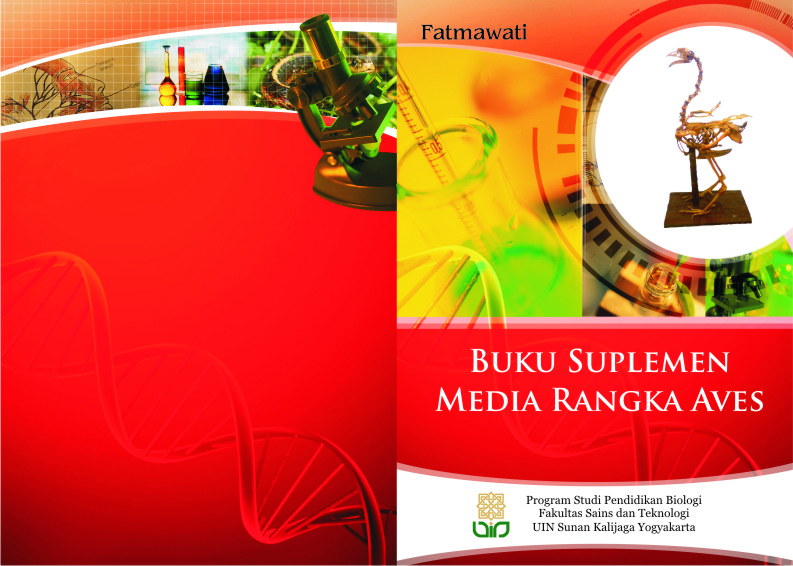 Fatmawati
Buku Suplemen
Media Rangka Aves
Program Studi Pendidikan Biologi
Fakultas Sains dan Teknologi
UIN Sunan Kalijaga Yogyakarta